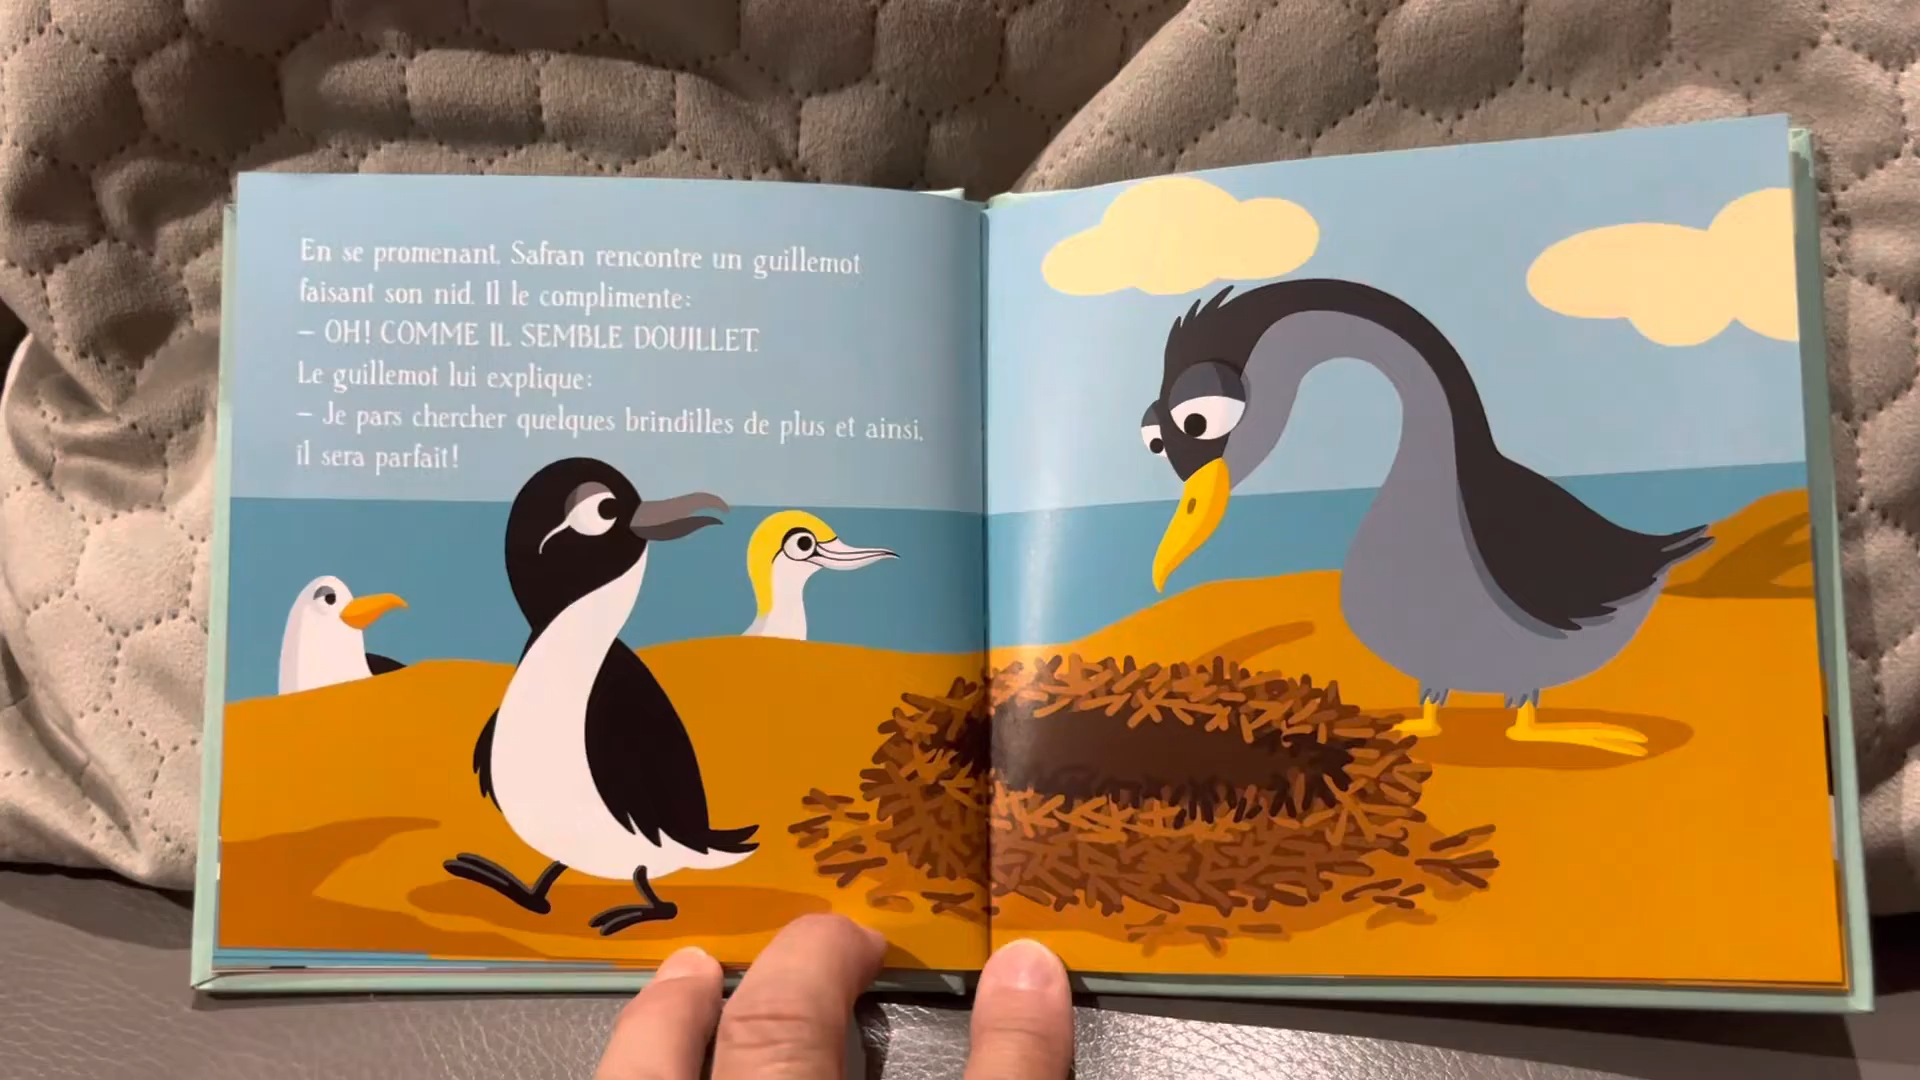 En se promenant, Safran rencontre un guillemot
faisant son nid. Il le complimente:
– OH! COMME IL SEMBLE DOUILLET.
Le guillemot lui explique:
– Je pars chercher quelques brindilles de plus et ainsi,
il sera parfait!